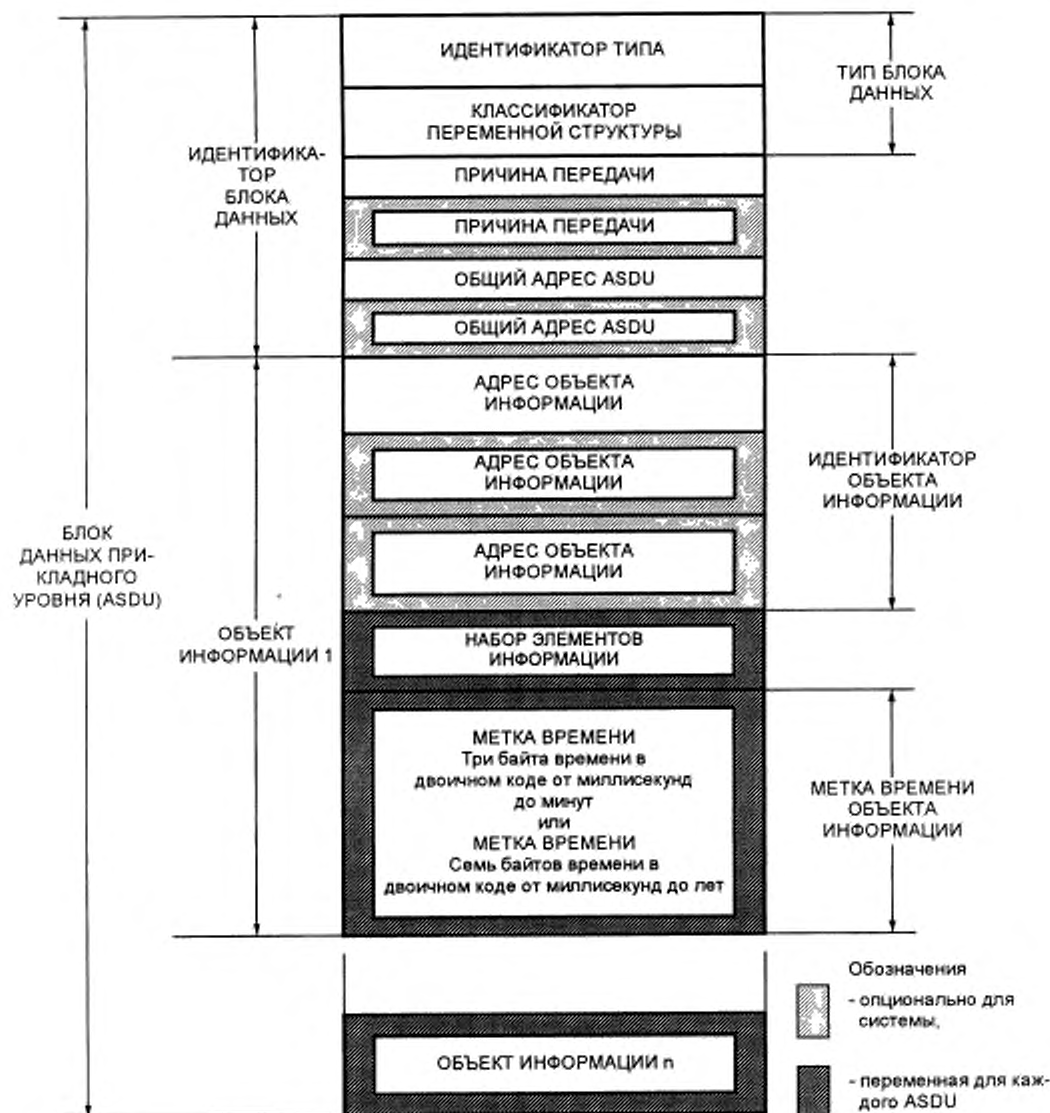 ИДЕНТИФИКАТОР ТИПА
КЛАССИФИКАТОР
ПЕРЕМЕННОЙ СТРУКТУРЫ
ТИП БЛОКА
ДАННЫХ
ИДЕНТИФИКА-
ТОР
БЛОКА
ДАННЫХ
ПРИЧИНА ПЕРЕДАЧИ
ПРИЧИНА ПЕРЕДАЧИ
ОБЩИЙ АДРЕС ASDU
ОБЩИЙ АДРЕС ASDU
АДРЕС ОБЪЕКТА
ИНФОРМАЦИИ
АДРЕС ОБЪЕКТА
ИНФОРМАЦИИ
АДРЕС ОБЪЕКТА
ИНФОРМАЦИИ
ИДЕНТИФИКАТОР
ОБЪЕКТА
ИНФОРМАЦИИ
БЛОК
ДАННЫХ ПРИ-
КЛАДНОГО
УРОВНЯ (ASDU)
ОБЪЕКТ
ИНФОРМАЦИИ 1
НАБОР ЭЛЕМЕНТОВ
ИНФОРМАЦИИ
МЕТКА ВРЕМЕНИ
Три байта времени в
двоичном коде от миллисекунд
до минут
или
МЕТКА ВРЕМЕНИ
Семь байтов времени в
двоичном коде от миллисекунд до лет
МЕТКА ВРЕМЕНИ
ОБЪЕКТА
ИНФОРМАЦИИ
ОБЪЕКТ ИНФОРМАЦИИ n
Обозначения
- опционально для
системы,
- переменная для каж-
дого ASDU